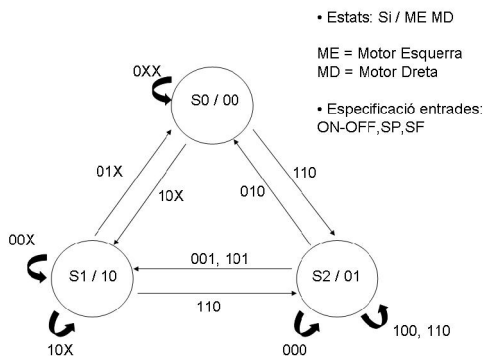 • Estats: Si / ME MD
ME = Motor Esquerra
MD = Motor Dreta
• Especificació entrades:
ON-OFF,SP,SF
0XX
S0 / 00
01X
10X
010
110
00X
S1 / 10
001, 101
110
S2 / 01
10X
000
100, 110